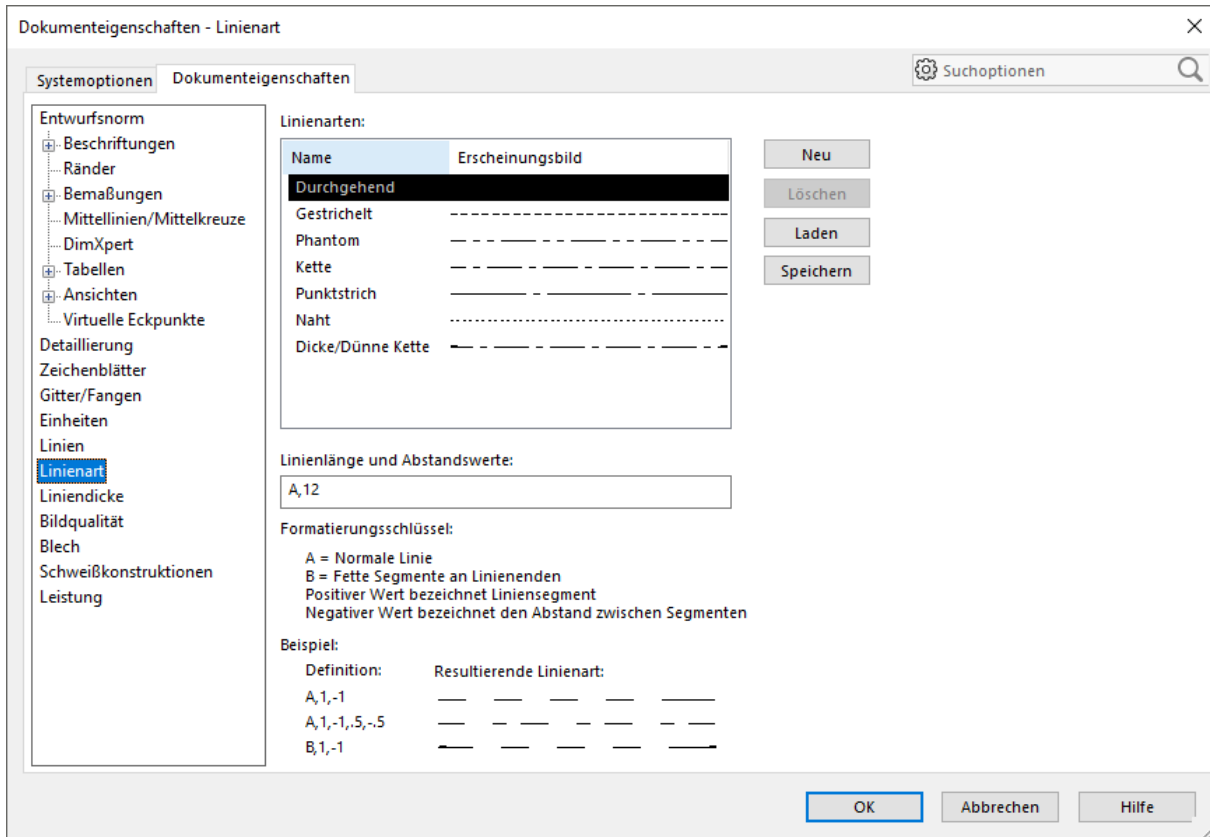 Dokumenteigenschaften - Linienart
Systemoptionen
Dokumenteigenschaften
Suchoptionen
Entwurfsnorm
Beschriftungen
Ränder
Bemaßungen
Mittellinien/Mittelkreuze
DimXpert
Tabellen
Ansichten
Virtuelle Eckpunkte
Detaillierung
Zeichenblätter
Gitter/Fangen
Einheiten
Linien
Linienart
Liniendicke
Bildqualität
Blech
Schweißkonstruktionen
Leistung
Linienarten:
Name Erscheinungsbild
Durchgehend
Gestrichelt
Phantom
Kette
Punktstrich
Naht
Dicke/Dünne Kette
Neu
Löschen
Laden
Speichern
Linienlänge und Abstandswerte:
A,12
Formatierungsschlüssel:
A = Normale Linie
B = Fette Segmente an Linienenden
Positiver Wert bezeichnet Liniensegment
Negativer Wert bezeichnet den Abstand zwischen Segmenten
Beispiel:
Definition: Resultierende Linienart:
A,1,-1
A,1,-1,.5,-.5
B,1,-1
OK Abbrechen Hilfe